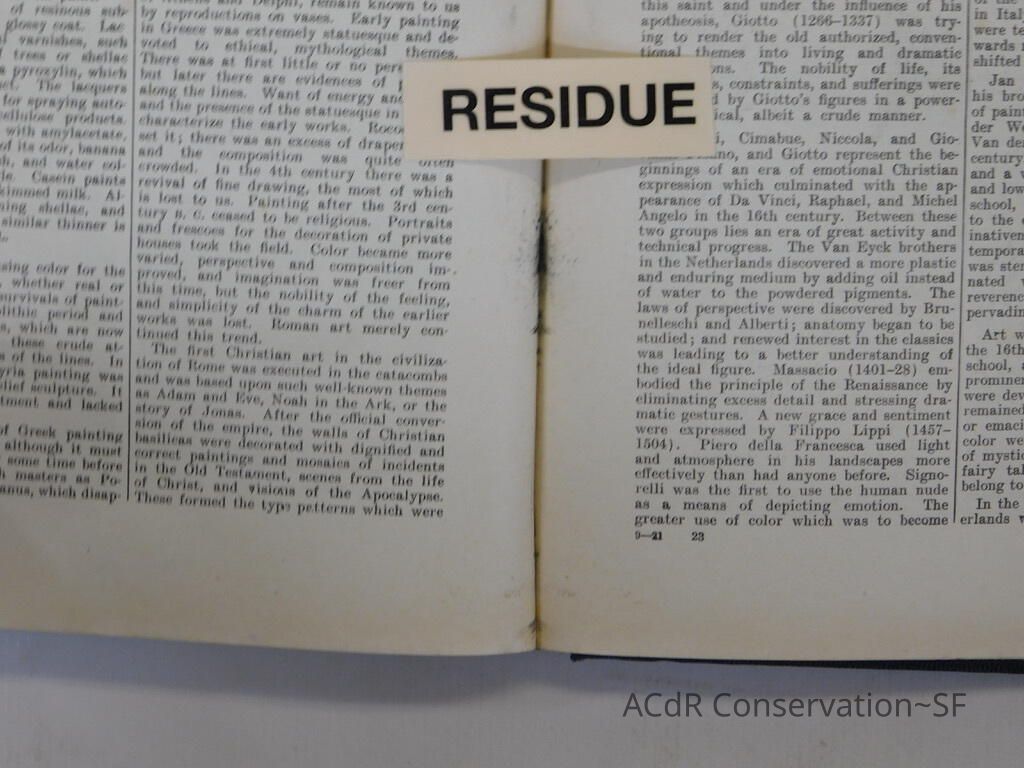 of resinous sub-
glossy coat. Lac-
varnishes, such
trees or shellac
pyroxylin, which
The lacquers
for spraying auto-
cellulose products.
with amylacetate,
of its odor, banana
and water col-
Casein paints
skimmed milk. Al-
shellac, and
similar thinner is
color for the
whether real or
survivals of paint-
period and
which are now
these crude at-
of the lines. In
painting was
sculpture. It
and lacked
of Greek painting
although it must
some time before
masters as Po-
which disap-
and Delphi, remain known to us
by reproductions on vases. Early painting
in Greece was extremely statuesque and de-
voted to ethical, mythological themes.
There was at first little or no
but later there are evidences of
along the lines. Want of energy
and the presence of the statuesque in
characterize the early works.
set it; there was an excess of
and the composition was quite often
crowded. In the 4th century there was a
revival of fine drawing, the most of which
is lost to us. Painting after the 3rd cen-
tury B. C. ceased to be religious. Portraits
and frescoes for the decoration of private
houses took the field. Color became more
varied, perspective and composition im-
proved, and imagination was freer from
this time, but the nobility of the feeling,
and simplicity of the charm of the earlier
works was lost. Roman art merely con-
tinued this trend.
The first Christian art in the civiliza-
tion of Rome was executed in the catacombs
and was based upon such well-known themes
as Adam and Eve, Noah in the Ark, or the
story of Jonas. After the official conver-
sion of the empire, the walls of Christian
basilicas were decorated with dignified and
correct paintings and mosaics of incidents
in the Old Testament, scenes from the life
of Christ, and visions of the Apocalypse.
These formed the type patterns which were
RESIDUE
this saint and under the influence of his
apotheosis, Giotto (1266–1337) was try-
ing to render the old authorized, conven-
tional themes into living and dramatic
The nobility of life, its
constraints, and sufferings were
by Giotto's figures in a power-
albeit a crude manner.
Cimabue, Niccola, and Gio-
and Giotto represent the be-
ginnings of an era of emotional Christian
expression which culminated with the ap-
pearance of Da Vinci, Raphael, and Michel
Angelo in the 16th century. Between these
two groups lies an era of great activity and
technical progress. The Van Eyck brothers
in the Netherlands discovered a more plastic
and enduring medium by adding oil instead
of water to the powdered pigments. The
laws of perspective were discovered by Bru-
nelleschi and Alberti; anatomy began to be
studied; and renewed interest in the classics
was leading to a better understanding of
the ideal figure. Massacio (1401–28) em-
bodied the principle of the Renaissance by
eliminating excess detail and stressing dra-
matic gestures. A new grace and sentiment
were expressed by Filippo Lippi (1457–
1504). Piero della Francesca used light
and atmosphere in his landscapes more
effectively than had anyone before. Signo-
relli was the first to use the human nude
as a means of depicting emotion. The
greater use of color which was to become
9—21 23
in Ital
were te
wards
shifted
Jan
his bro
of pain
der
Van
century
and a
and low
school,
to the
inativen
tempora
was ster
nated
reverenc
pervadin
Art
the 16th
school,
prominen
were
remained
or emaci
color we
of mystic
fairy tal
belong to
In the
erlands
ACdR Conservation~SF